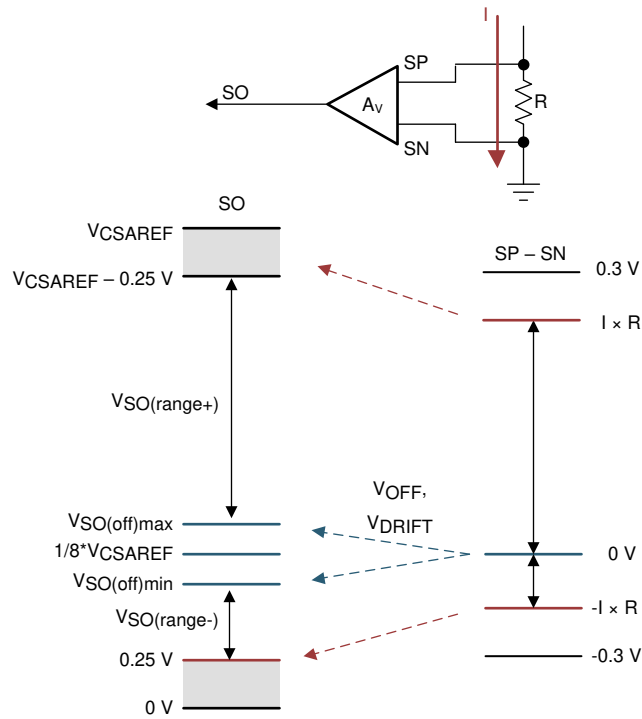 I
SP
SO
AV
R
SN
SO
VCSAREF
SP – SN
VCSAREF – 0.25 V
0.3 V
I × R
VSO(range+)
VOFF,
VDRIFT
VSO(off)max
1/8*VCSAREF
0 V
VSO(off)min
-I × R
VSO(range-)
0.25 V
-0.3 V
0 V